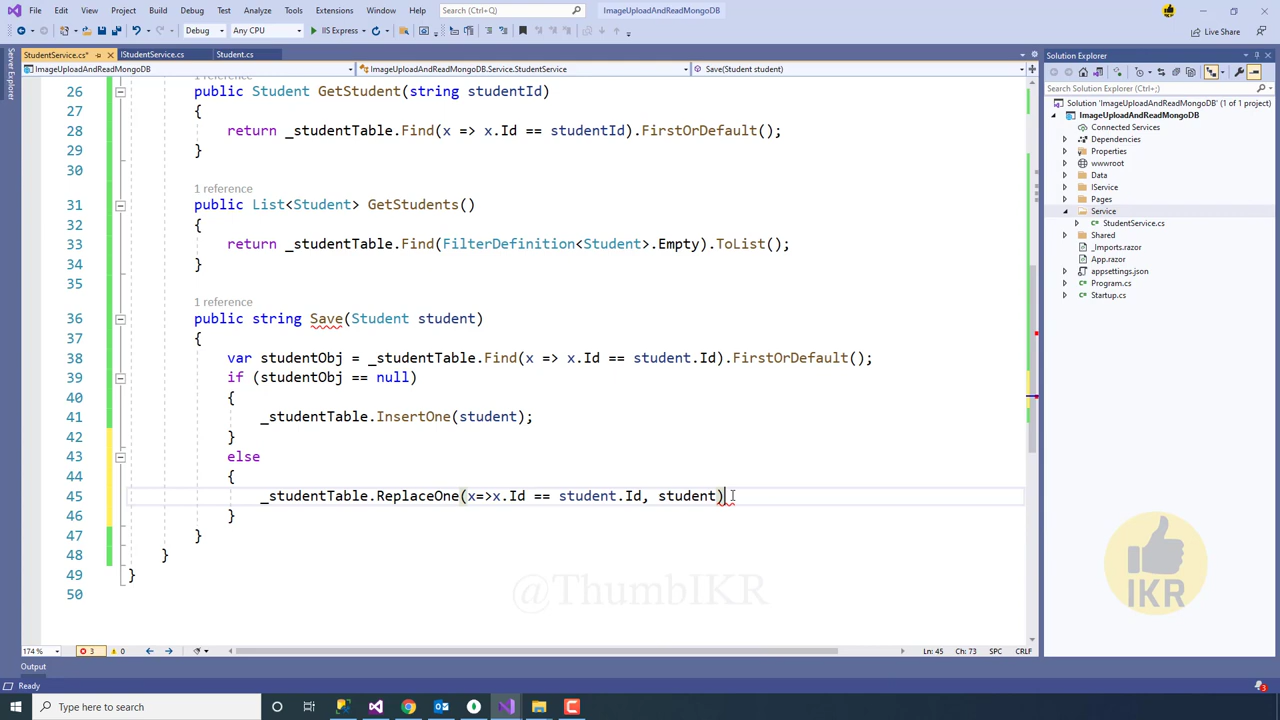 File Edit View Git Project Build Debug Test Analyze Tools Extensions Window Help Search (Ctrl+Q) ImageUploadAndReadMongoDB
Debug Any CPU IIS Express Live Share
StudentService.cs* IStudentService.cs Student.cs
ImageUploadAndReadMongoDB ImageUploadAndReadMongoDB.Service.StudentService Save(Student student)
Server Explorer
1 reference
26 public Student GetStudent(string studentId)
27 {
28 return _studentTable.Find(x => x.Id == studentId).FirstOrDefault();
29 }
30
1 reference
31 public List<Student> GetStudents()
32 {
33 return _studentTable.Find(FilterDefinition<Student>.Empty).ToList();
34 }
35
1 reference
36 public string Save(Student student)
37 {
38 var studentObj = _studentTable.Find(x => x.Id == student.Id).FirstOrDefault();
39 if (studentObj == null)
40 {
41 _studentTable.InsertOne(student);
42 }
43 else
44 {
45 _studentTable.ReplaceOne(x=>x.Id == student.Id, student)
46 }
47 }
48 }
49 }
50
@ThumbIKR
IKR
174 % 3 0 Ln: 45 Ch: 73 SPC CRLF
Output
Ready 3
Solution Explorer
Search Solution Explorer (Ctrl+;)
Solution 'ImageUploadAndReadMongoDB' (1 of 1 project)
ImageUploadAndReadMongoDB
Connected Services
Dependencies
Properties
wwwroot
Data
IService
Pages
Service
StudentService.cs
Shared
_Imports.razor
App.razor
appsettings.json
Program.cs
Startup.cs
Type here to search